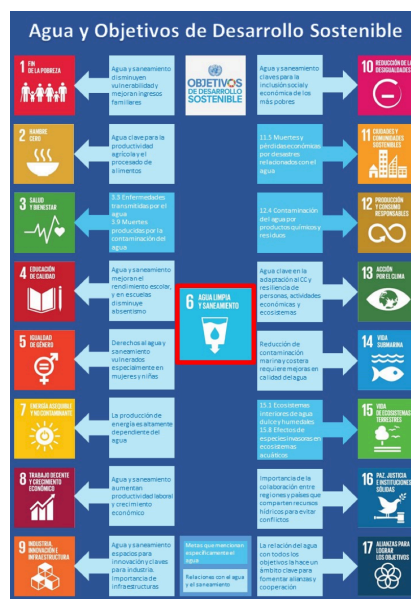 Agua y Objetivos de Desarrollo Sostenible
1 FIN
DE LA POBREZA
Agua y saneamiento
disminuyen
vulnerabilidad y
mejoran ingresos
familiares
OBJETIVOS
DE DESARROLLO
SOSTENIBLE
Agua y saneamiento
claves para la
inclusión social y
económica de los
más pobres
10 REDUCCIÓN DE LAS
DESIGUALDADES
2 HAMBRE
CERO
Agua clave para la
productividad
agrícola y el
procesado de
alimentos
11.5 Muertes y
pérdidas económicas
por desastres
relacionados con el
agua
11 CIUDADES Y
COMUNIDADES
SOSTENIBLES
3 SALUD
Y BIENESTAR
3.3 Enfermedades
transmitidas por el
agua
3.9 Muertes
producidas por la
contaminación del
agua
12.4 Contaminación
del agua por
productos químicos y
residuos
12 PRODUCCIÓN
Y CONSUMO
RESPONSABLES
4 EDUCACIÓN
DE CALIDAD
Agua y saneamiento
mejoran el
rendimiento escolar,
y en escuelas
disminuye
absentismo
6 AGUA LIMPIA
Y SANEAMIENTO
Agua clave en la
adaptación al CC y
resiliencia de
personas, actividades
económicas y
ecosistemas
13 ACCIÓN
POR EL CLIMA
5 IGUALDAD
DE GÉNERO
Derechos al agua y
saneamiento
vulnerados
especialmente en
mujeres y niñas
Reducción de
contaminación
marina y costera
requiere mejoras en
calidad del agua
14 VIDA
SUBMARINA
7 ENERGÍA ASEQUIBLE
Y NO CONTAMINANTE
La producción de
energía es altamente
dependiente del
agua
15.1 Ecosistemas
interiores de agua
dulce y humedales
15.8 Efectos de
especies invasoras en
ecosistemas
acuáticos
15 VIDA
DE ECOSISTEMAS
TERRESTRES
8 TRABAJO DECENTE
Y CRECIMIENTO
ECONÓMICO
Agua y saneamiento
aumentan
productividad laboral
y crecimiento
económico
Importancia de la
colaboración entre
regiones y países que
comparten recursos
hídricos para evitar
conflictos
16 PAZ, JUSTICIA
E INSTITUCIONES
SÓLIDAS
9 INDUSTRIA,
INNOVACIÓN E
INFRAESTRUCTURA
Agua y saneamiento
espacios para
innovación y claves
para industria.
Importancia de
infraestructuras
Metas que mencionan
específicamente el
agua
Relaciones con el agua
y el saneamiento
La relación del agua
con todos los
objetivos la hace un
ámbito clave para
fomentar alianzas y
cooperación
17 ALIANZAS PARA
LOGRAR
LOS OBJETIVOS